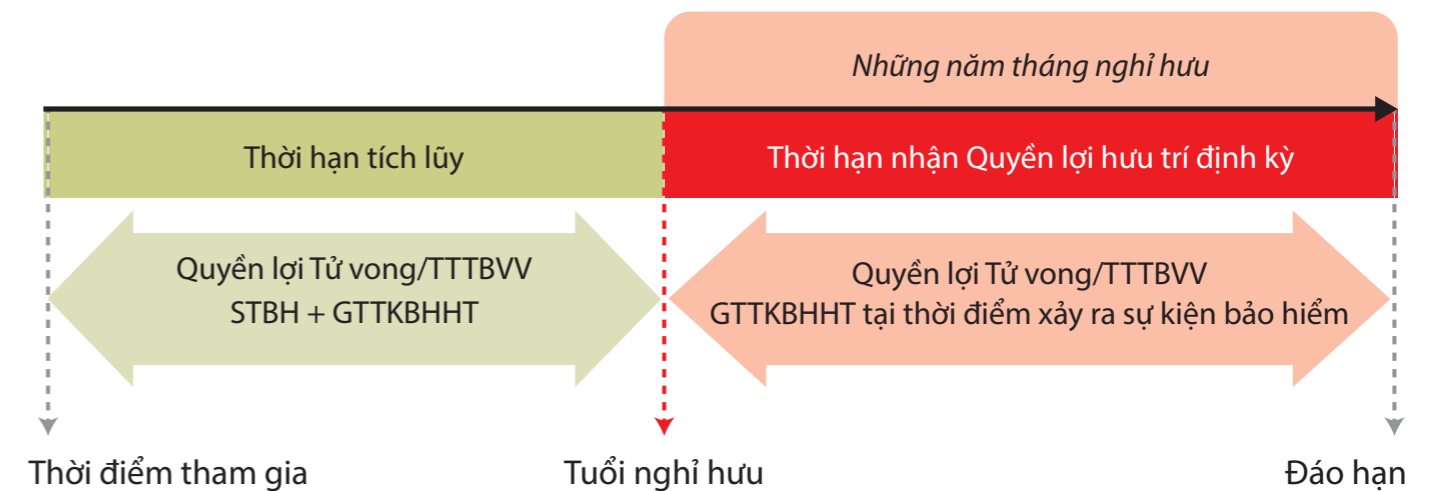 Những năm tháng nghỉ hưu
Thời hạn tích lũy
Thời hạn nhận Quyền lợi hưu trí định kỳ
Quyền lợi Tử vong/TTTBVV
STBH + GTTKBHHT
Quyền lợi Tử vong/TTTBVV
GTTKBHHT tại thời điểm xảy ra sự kiện bảo hiểm
Thời điểm tham gia
Tuổi nghỉ hưu
Đáo hạn